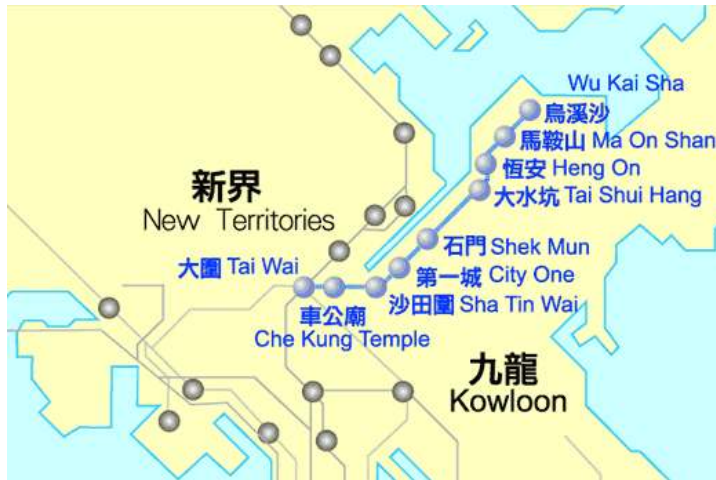 Wu Kai Sha
烏溪沙
馬鞍山 Ma On Shan
恆安 Heng On
大水坑 Tai Shui Hang
新界
New Territories
石門 Shek Mun
大圍 Tai Wai
第一城 City One
沙田圍 Sha Tin Wai
車公廟
Che Kung Temple
九龍
Kowloon